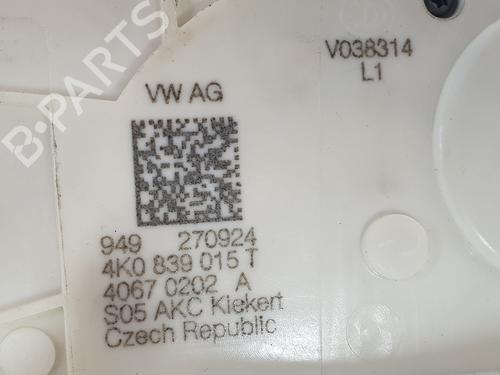 B-PARTS
V038314
L1
VW AG
949 270924
4K0 839 015 T
4067 0202 A
S05 AKC Kiekert
Czech Republic